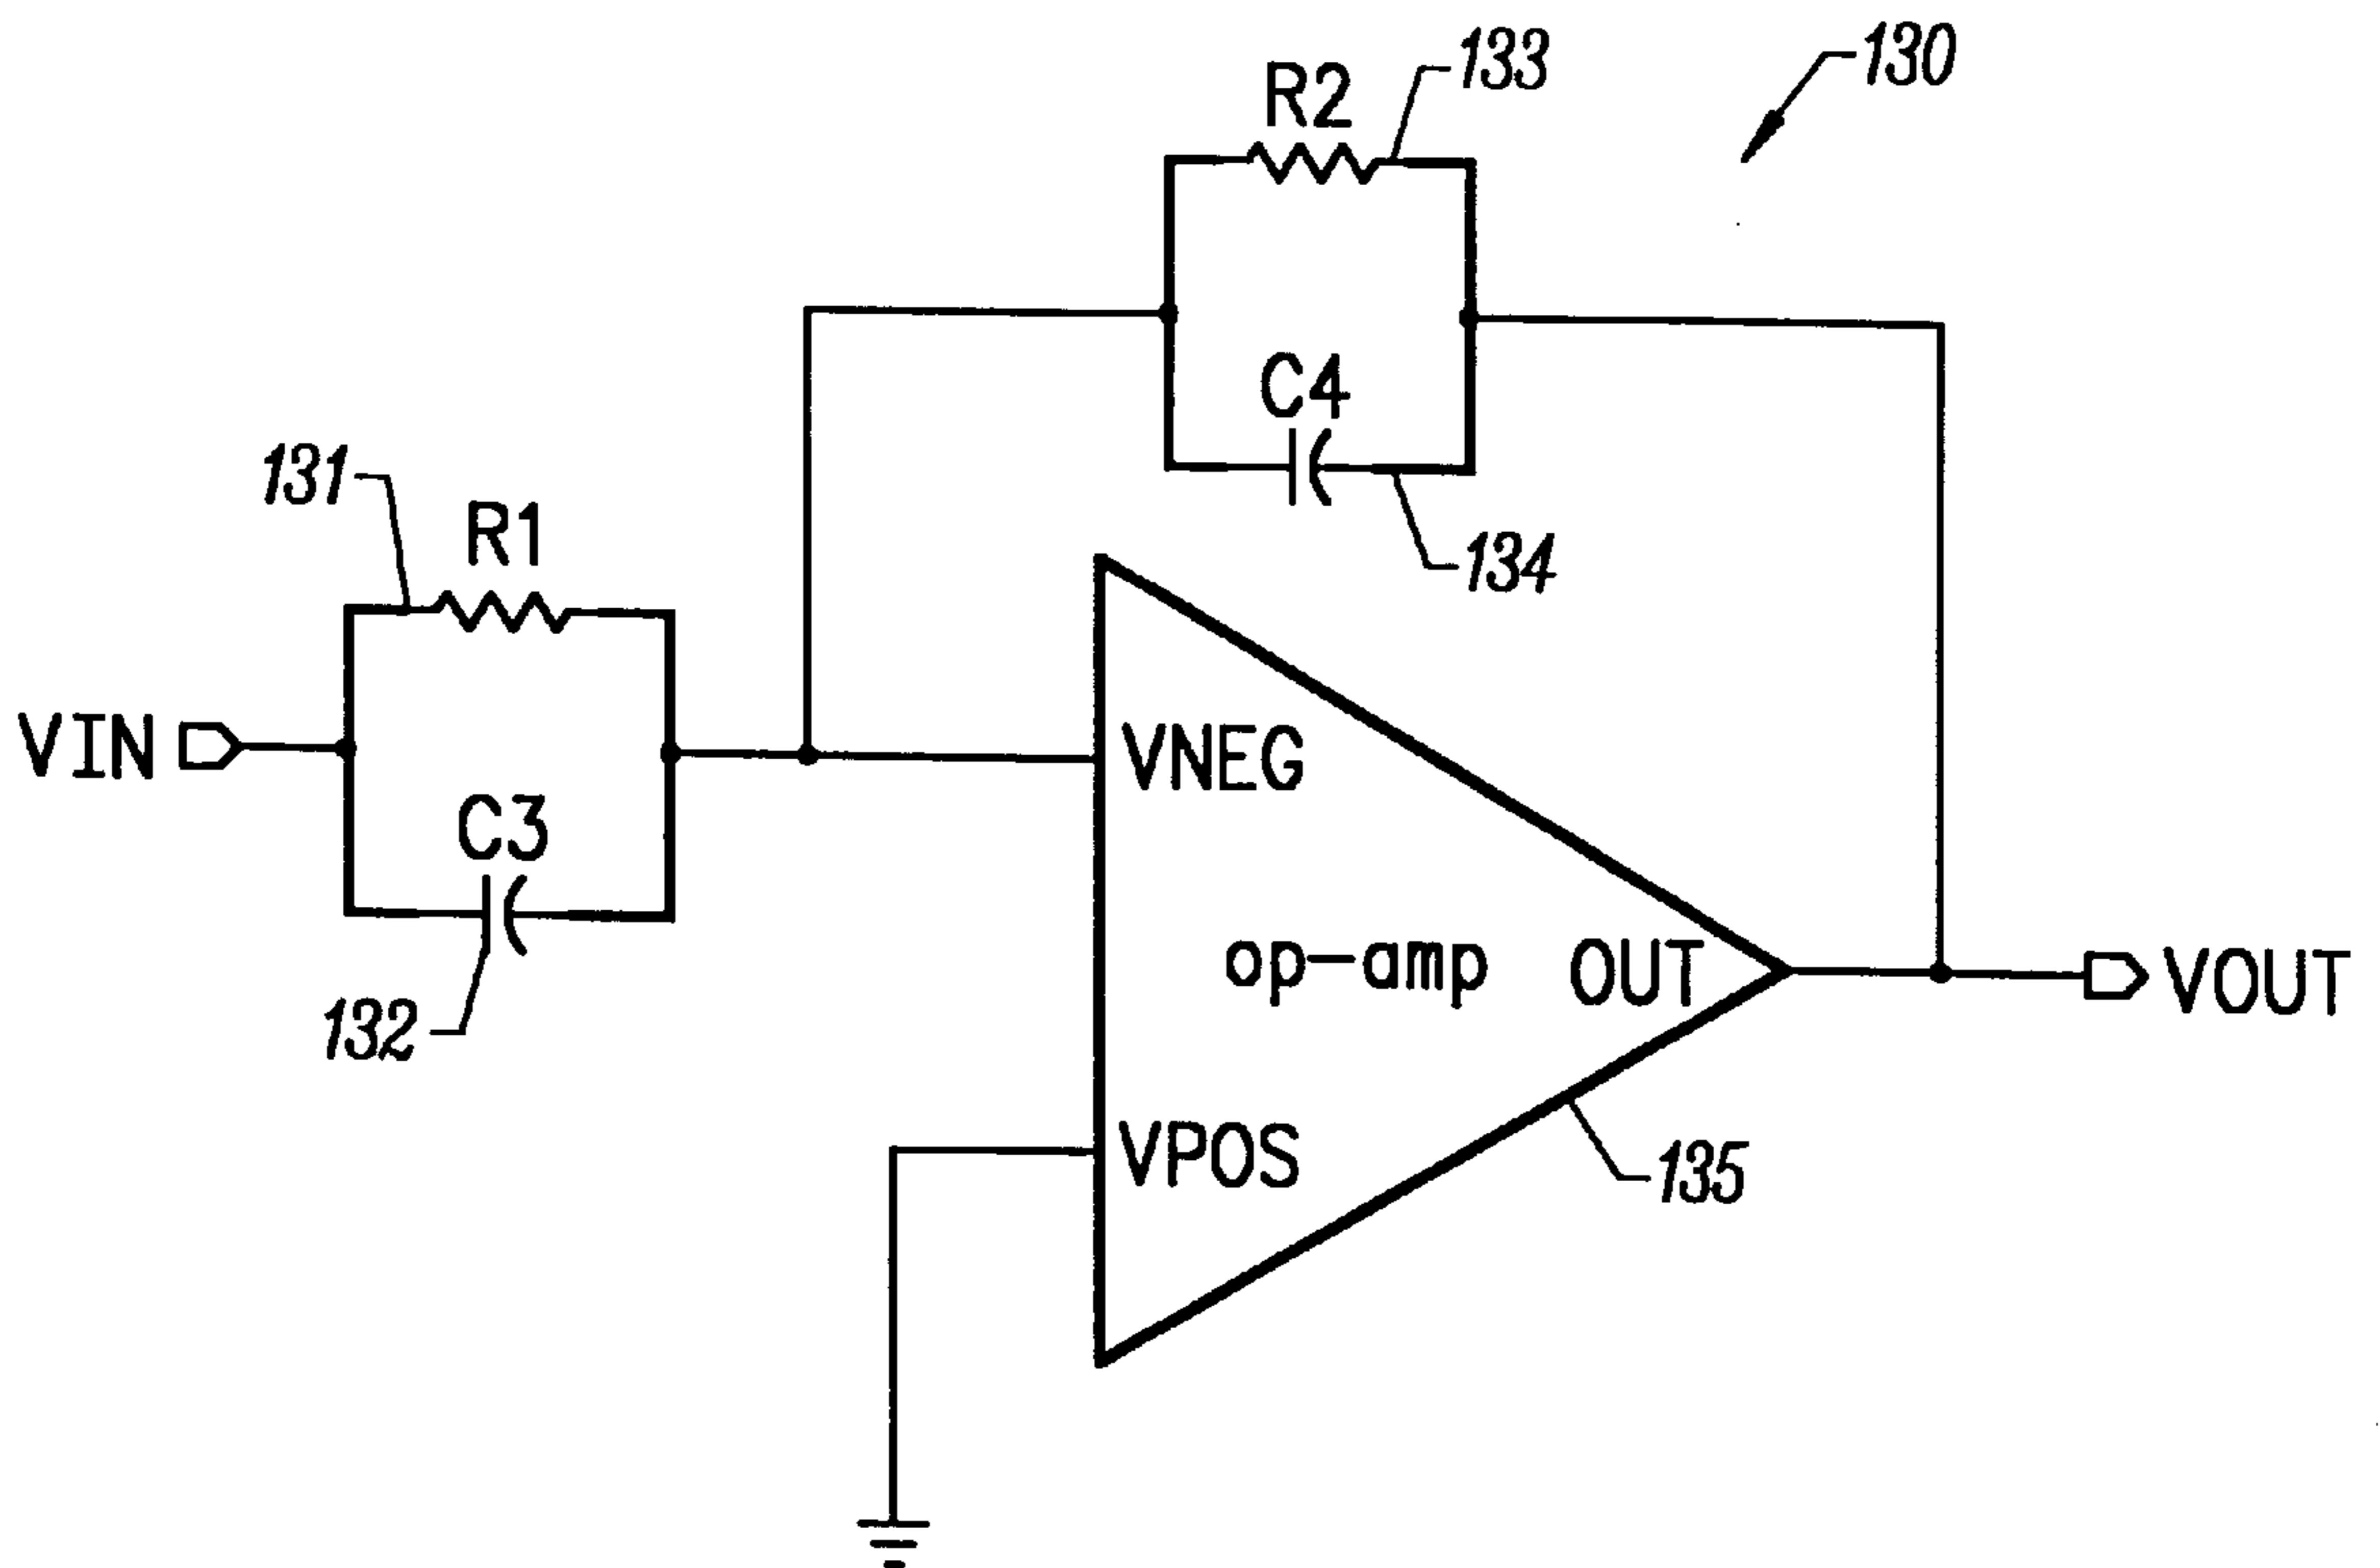 130
133
R2
C4
134
131
R1
VIN
C3
132
VNEG
op-amp
OUT
VOUT
VPOS
135